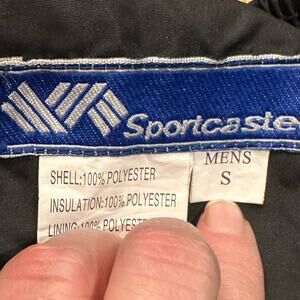 Sportcaste
MENS
S
SHELL:100% POLYESTER
INSULATION:100% POLYESTER
LINING:100% POLYESTER